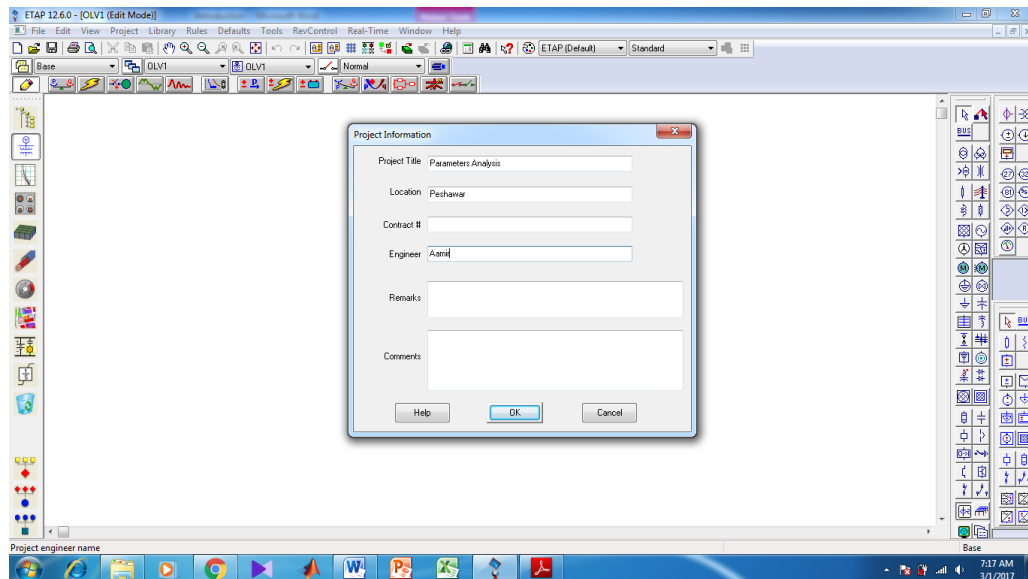 ETAP 12.6.0 - [OLV1 (Edit Mode)]
File Edit View Project Library Rules Defaults Tools RevControl Real-Time Window Help
ETAP (Default) Standard
Base OLV1 OLV1 Normal
Project Information
Project Title Parameters Analysis
Location Peshawar
Contract #
Engineer Aamir
Remarks
Comments
Help OK Cancel
BUS
Project engineer name
Base
7:17 AM
3/1/2017